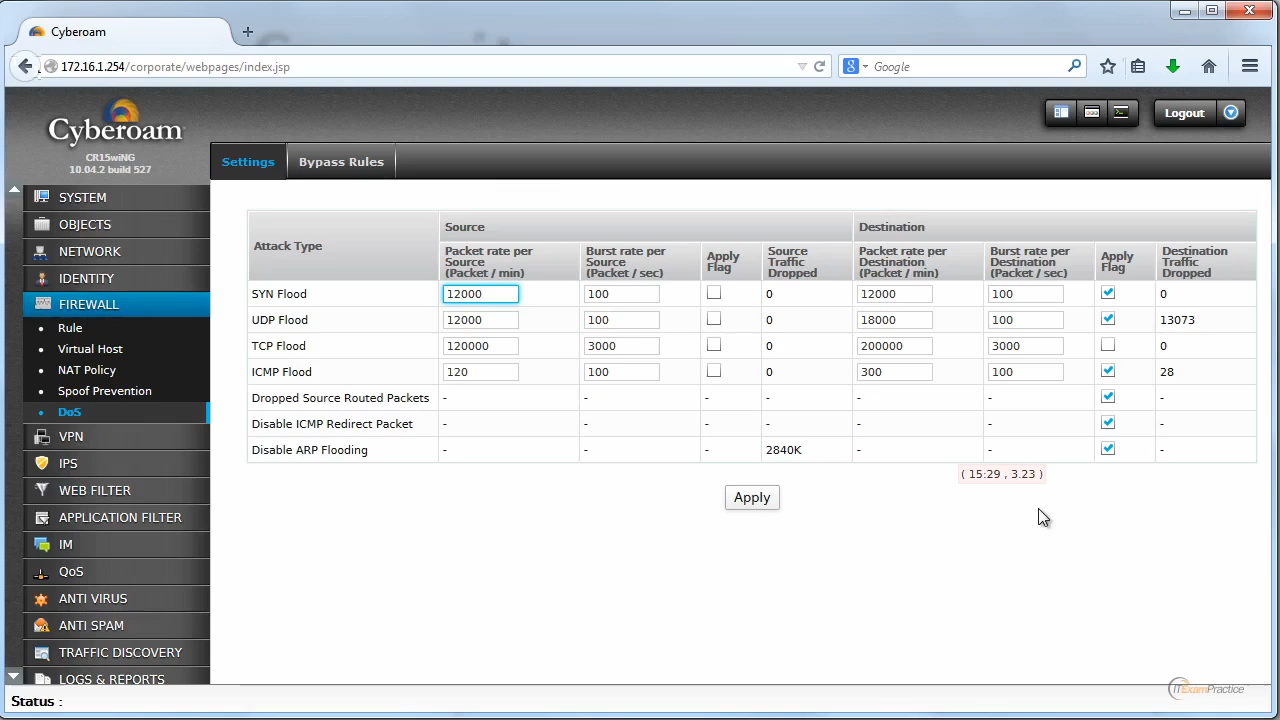 Cyberoam
172.16.1.254/corporate/webpages/index.jsp
Google
Cyberoam
CR15wiNG
10.04.2 build 527
Logout
Settings
Bypass Rules
SYSTEM
OBJECTS
NETWORK
IDENTITY
FIREWALL
Rule
Virtual Host
NAT Policy
Spoof Prevention
DoS
VPN
IPS
WEB FILTER
APPLICATION FILTER
IM
QoS
ANTI VIRUS
ANTI SPAM
TRAFFIC DISCOVERY
LOGS & REPORTS
Attack Type Source Destination
Packet rate per Source (Packet / min) Burst rate per Source (Packet / sec) Apply Flag Source Traffic Dropped Packet rate per Destination (Packet / min) Burst rate per Destination (Packet / sec) Apply Flag Destination Traffic Dropped
SYN Flood 12000 100 0 12000 100 0
UDP Flood 12000 100 0 18000 100 13073
TCP Flood 120000 3000 0 200000 3000 0
ICMP Flood 120 100 0 300 100 28
Dropped Source Routed Packets - - - - - - -
Disable ICMP Redirect Packet - - - - - - -
Disable ARP Flooding - - - 2840K - - -
( 15:29 , 3.23 )
Apply
Status :
ITExamPractice